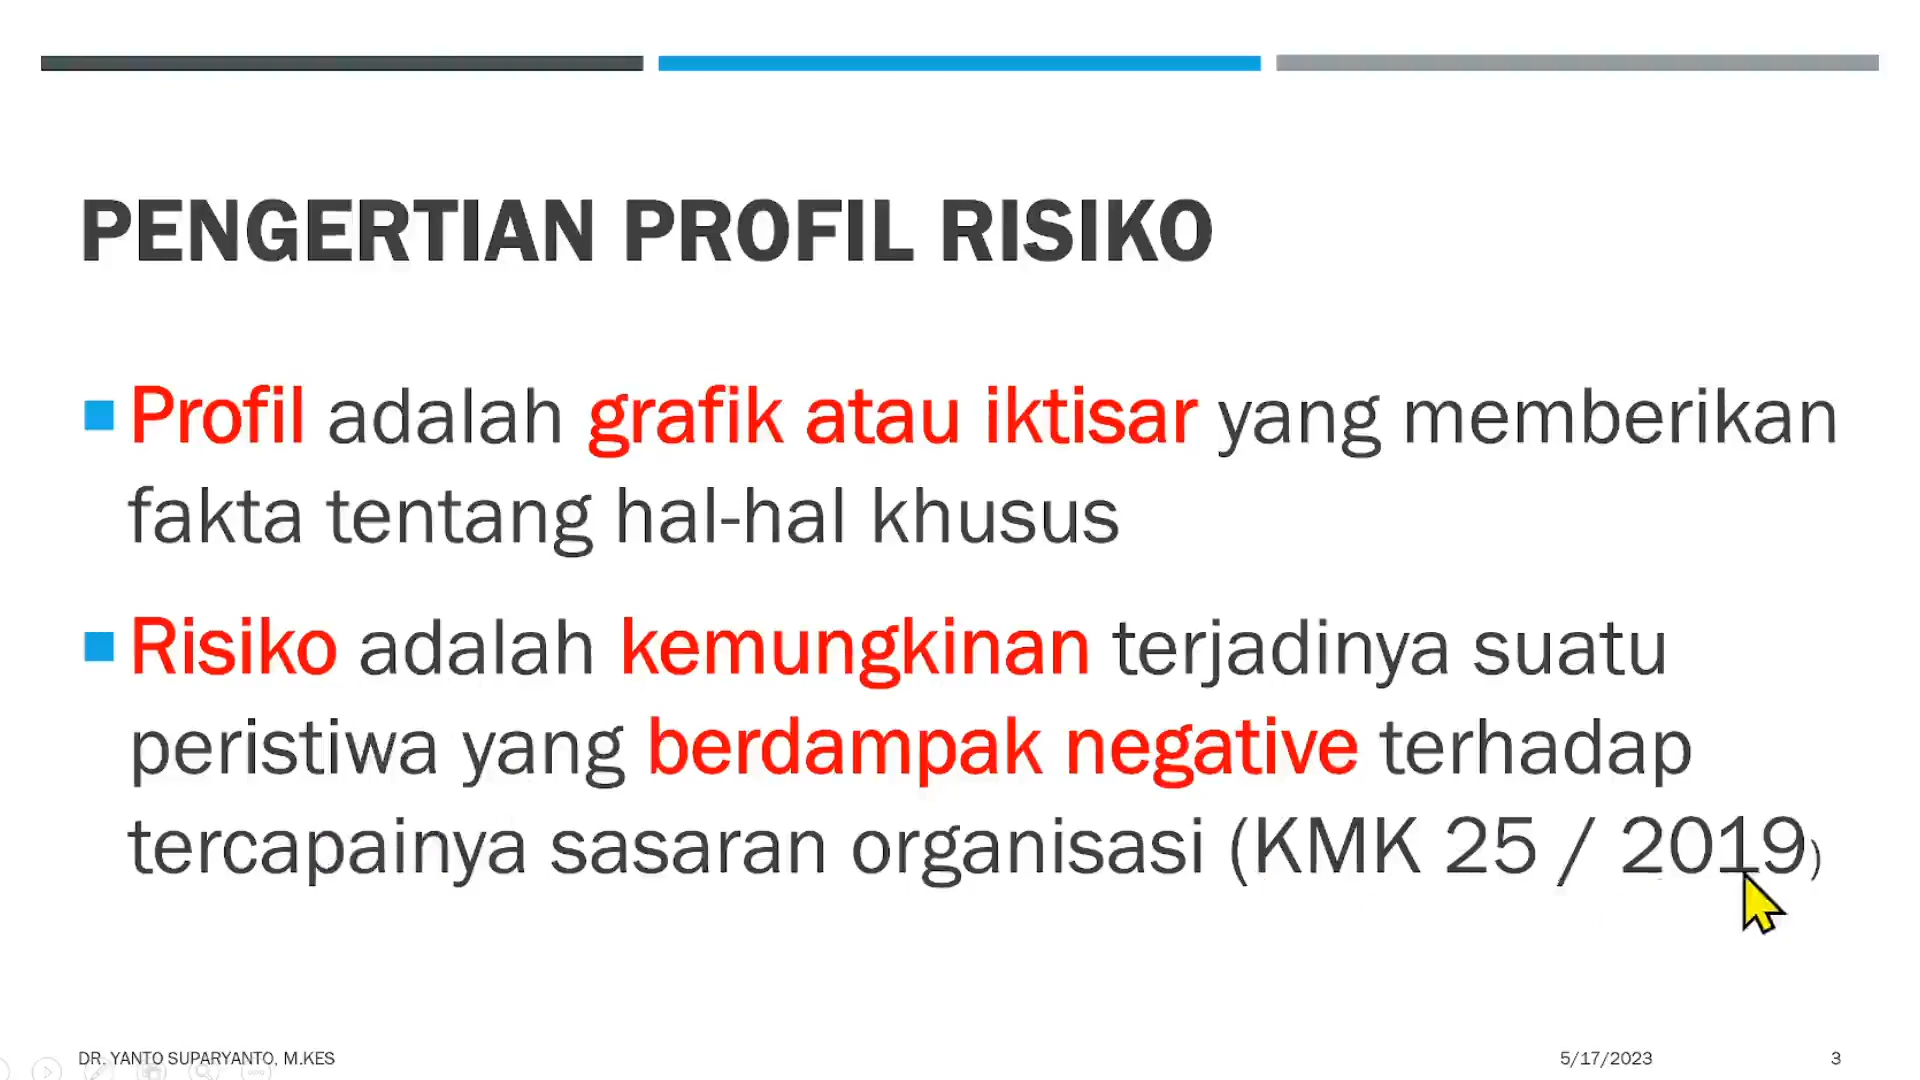 PENGERTIAN PROFIL RISIKO
Profil adalah grafik atau iktisar yang memberikan
fakta tentang hal-hal khusus
Risiko adalah kemungkinan terjadinya suatu
peristiwa yang berdampak negative terhadap
tercapainya sasaran organisasi (KMK 25 / 2019)
DR. YANTO SUPARYANTO, M.KES
5/17/2023
3